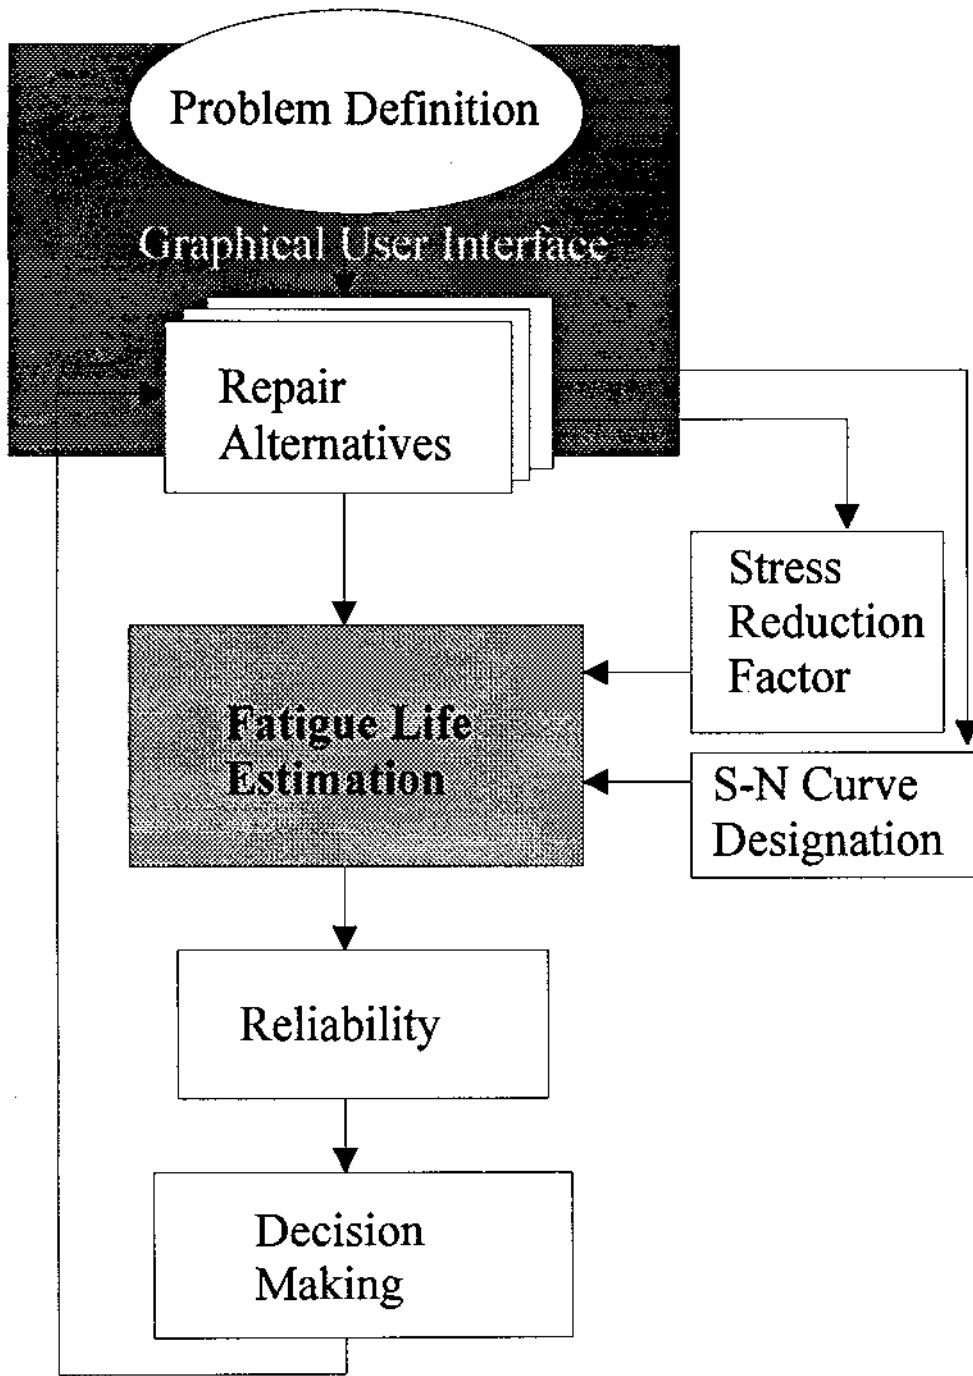 Problem Definition
Graphical User Interface
Repair
Alternatives
Stress
Reduction
Factor
Fatigue Life
Estimation
S-N Curve
Designation
Reliability
Decision
Making